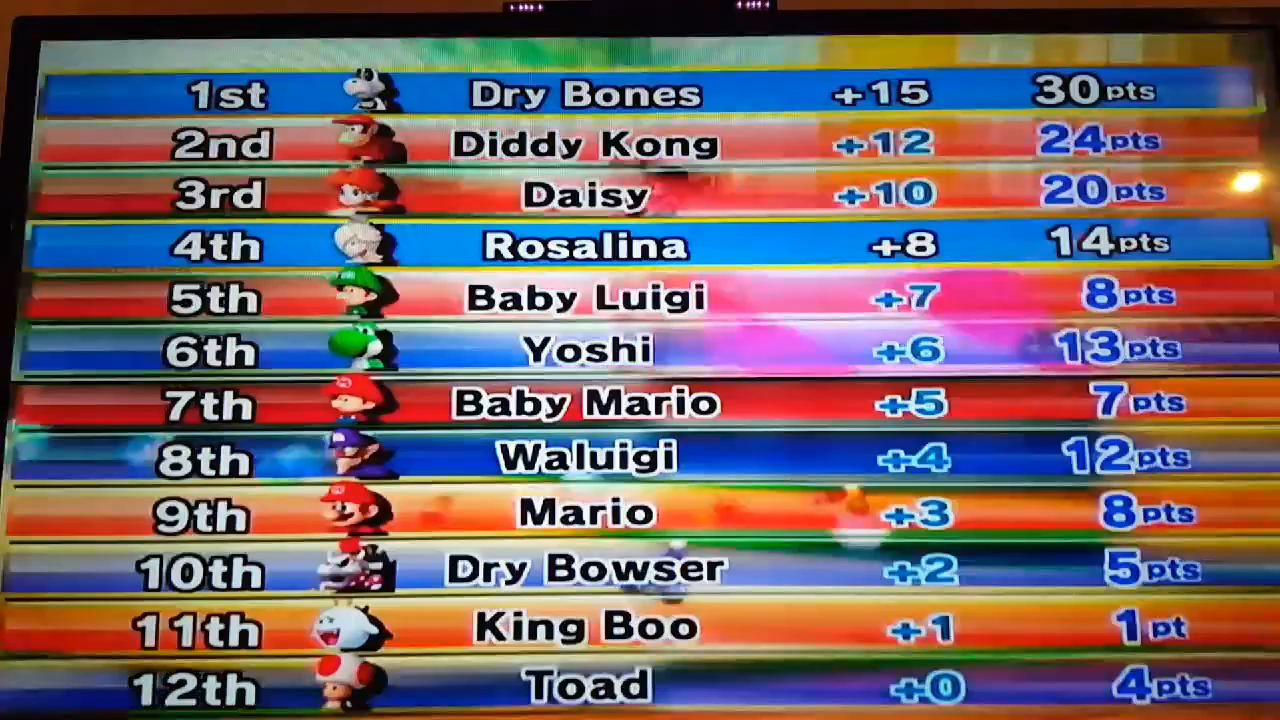 1st Dry Bones +15 30pts
2nd Diddy Kong +12 24pts
3rd Daisy +10 20pts
4th Rosalina +8 14pts
5th Baby Luigi +7 8pts
6th Yoshi +6 13pts
7th Baby Mario +5 7pts
8th Waluigi +4 12pts
9th Mario +3 8pts
10th Dry Bowser +2 5pts
11th King Boo +1 1pt
12th Toad +0 4pts